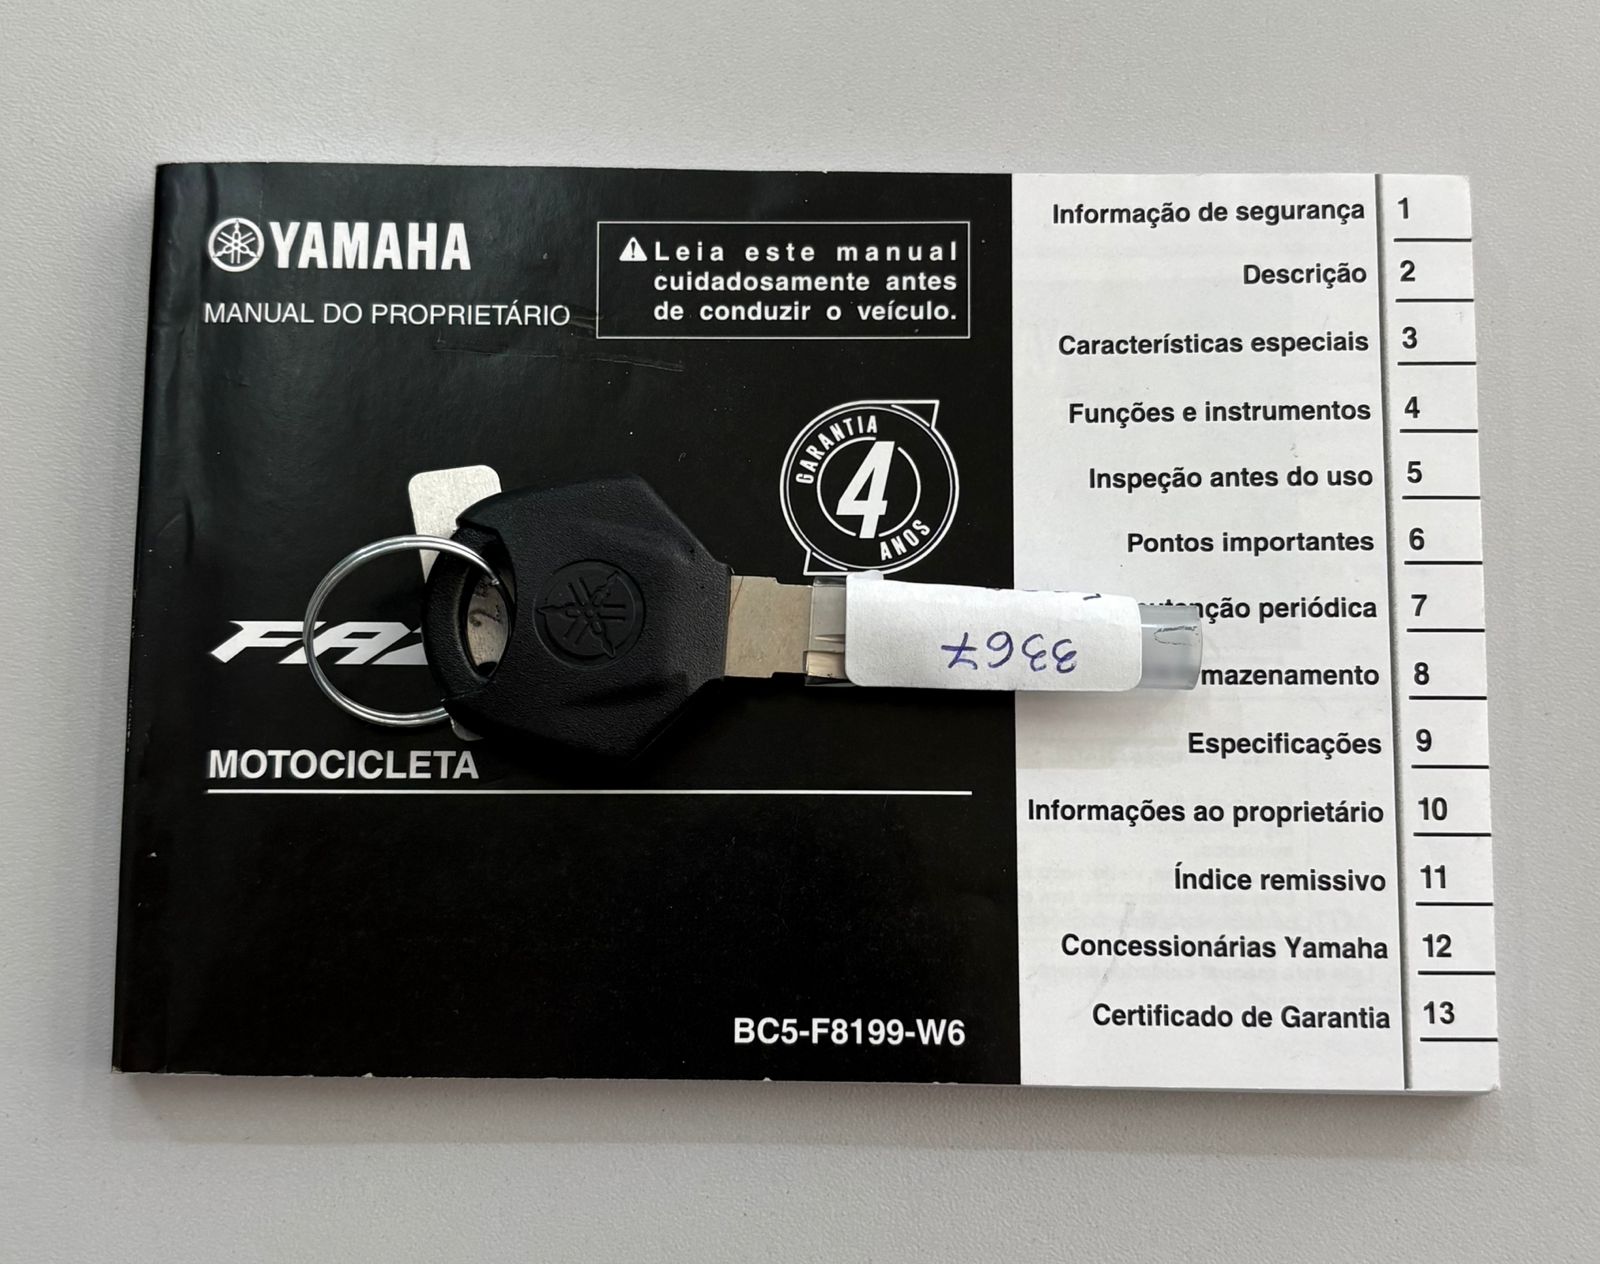 YAMAHA
MANUAL DO PROPRIETÁRIO
Leia este manual
cuidadosamente antes
de conduzir o veículo.
GARANTIA
4
ANOS
MOTOCICLETA
BC5-F8199-W6
3367
Informação de segurança 1
Descrição 2
Características especiais 3
Funções e instrumentos 4
Inspeção antes do uso 5
Pontos importantes 6
periódica 7
8
Especificações 9
Informações ao proprietário 10
Índice remissivo 11
Concessionárias Yamaha 12
Certificado de Garantia 13